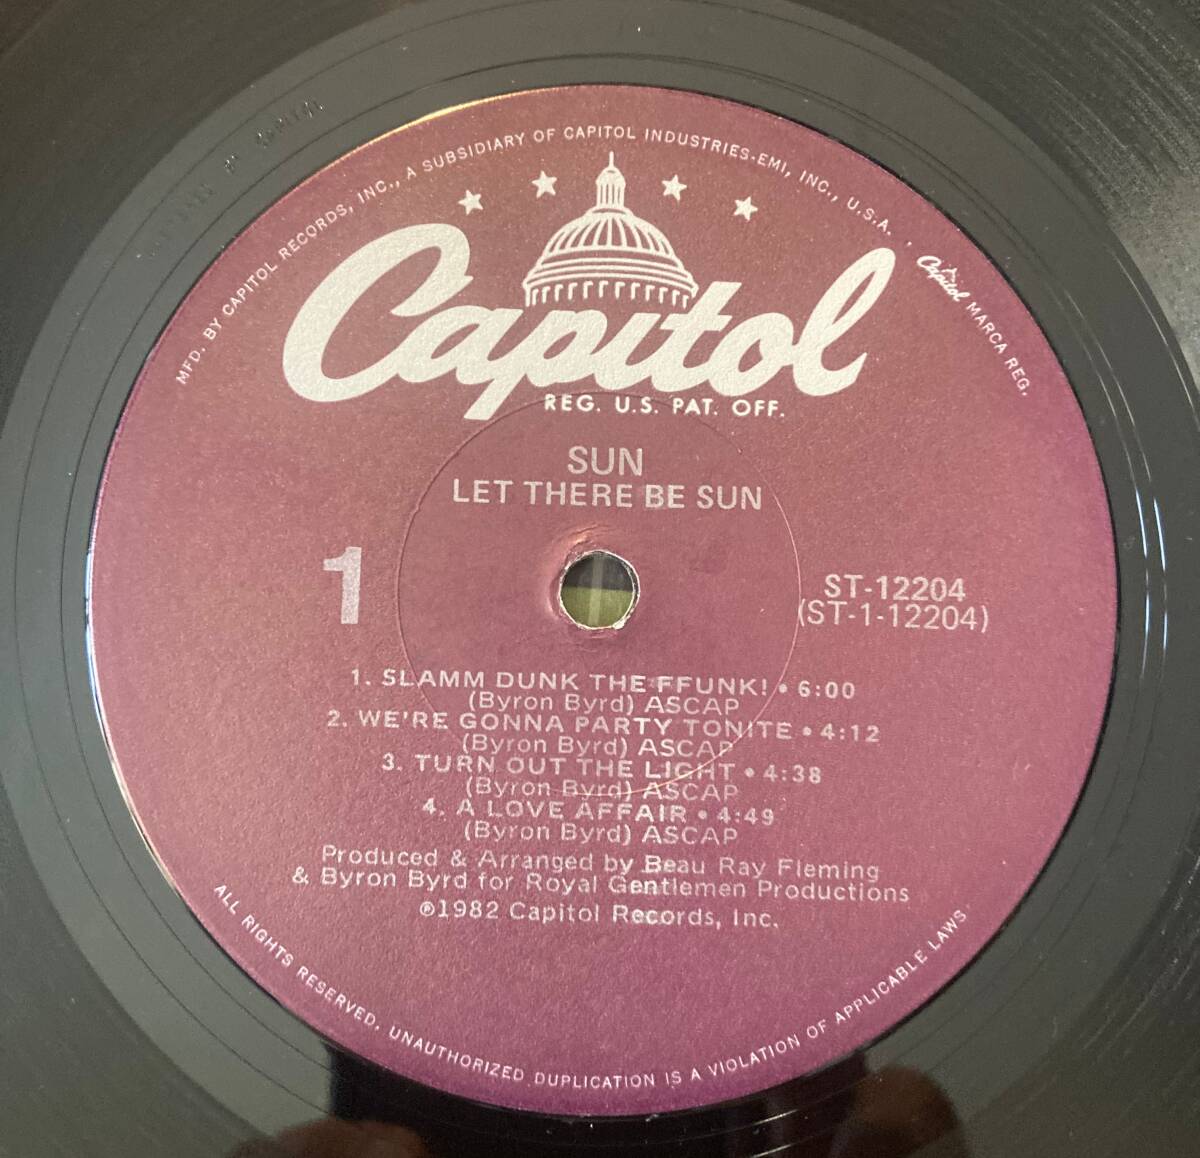 MFD. BY CAPITOL RECORDS, INC., A SUBSIDIARY OF CAPITOL INDUSTRIES-EMI, INC., U.S.A. . Capitol MARCA REG.
Capitol
REG. U.S. PAT. OFF.
SUN
LET THERE BE SUN
1
ST-12204
(ST-1-12204)
1. SLAMM DUNK THE FFUNK! • 6:00
(Byron Byrd) ASCAP
2. WE'RE GONNA PARTY TONITE • 4:12
(Byron Byrd) ASCAP
3. TURN OUT THE LIGHT • 4:38
(Byron Byrd) ASCAP
4. A LOVE AFFAIR • 4:49
(Byron Byrd) ASCAP
Produced & Arranged by Beau Ray Fleming
& Byron Byrd for Royal Gentlemen Productions
℗1982 Capitol Records, Inc.
ALL RIGHTS RESERVED. UNAUTHORIZED DUPLICATION IS A VIOLATION OF APPLICABLE LAWS.